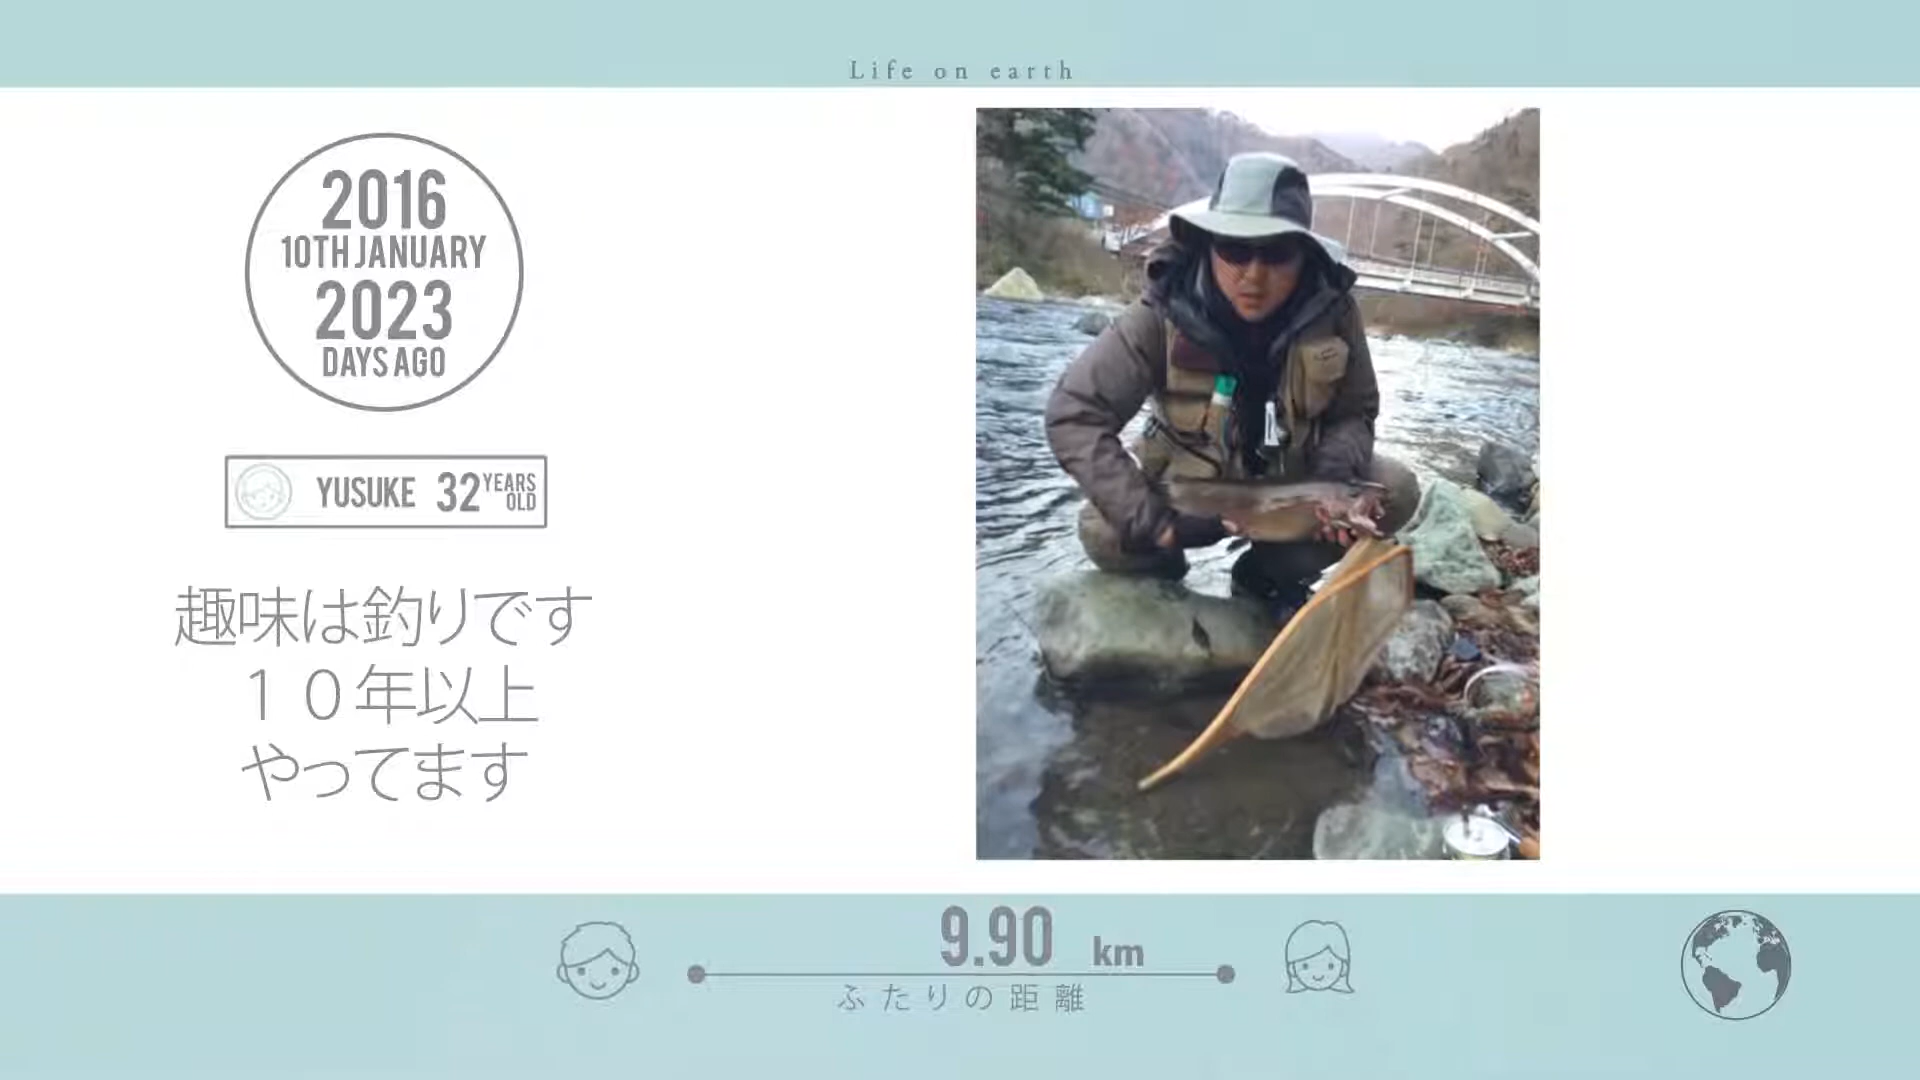 Life on earth
2016
10TH JANUARY
2023
DAYS AGO
YUSUKE 32 YEARS OLD
趣味は釣りです
１０年以上
やってます
9.90 km
ふたりの距離